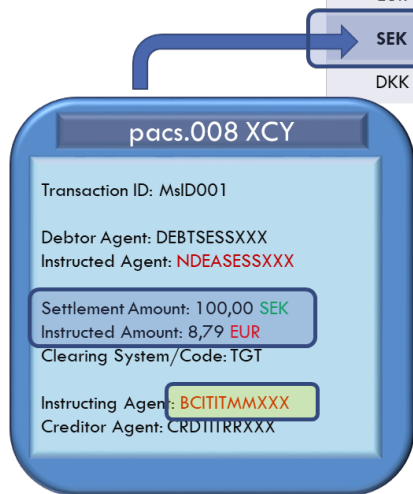 SEK
DKK
pacs.008 XCY
Transaction ID: MsID001
Debtor Agent: DEBTSESSXXX
Instructed Agent: NDEASESSXXX
Settlement Amount: 100,00 SEK
Instructed Amount: 8,79 EUR
Clearing System/Code: TGT
Instructing Agent: BCITITMMXXX
Creditor Agent: CRDTITRRXXX